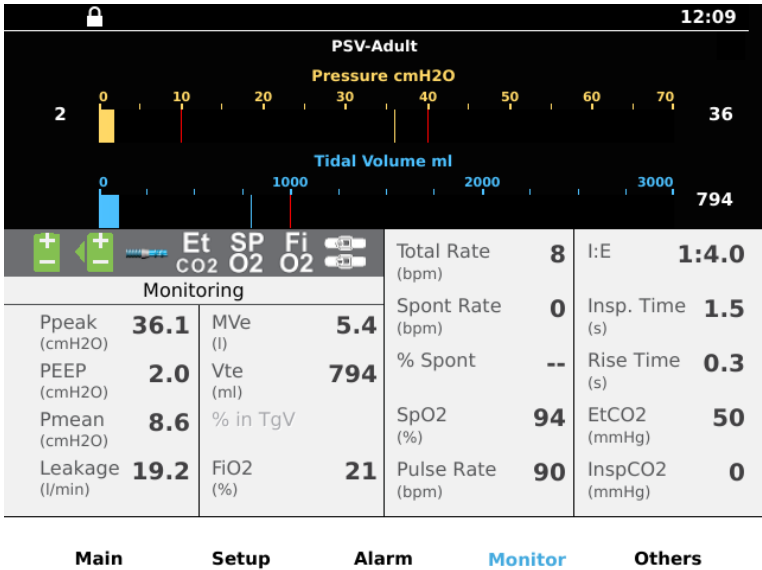 12:09
PSV-Adult
Pressure cmH2O
0 10 20 30 40 50 60 70
2 36
Tidal Volume ml
0 1000 2000 3000
794
Et CO2 SP O2 Fi O2
Monitoring
Ppeak (cmH2O) 36.1
PEEP (cmH2O) 2.0
Pmean (cmH2O) 8.6
Leakage (l/min) 19.2
MVe (l) 5.4
Vte (ml) 794
% in TgV
FiO2 (%) 21
Total Rate (bpm) 8
Spont Rate (bpm) 0
% Spont --
SpO2 (%) 94
Pulse Rate (bpm) 90
I:E 1:4.0
Insp. Time (s) 1.5
Rise Time (s) 0.3
EtCO2 (mmHg) 50
InspCO2 (mmHg) 0
Main Setup Alarm Monitor Others